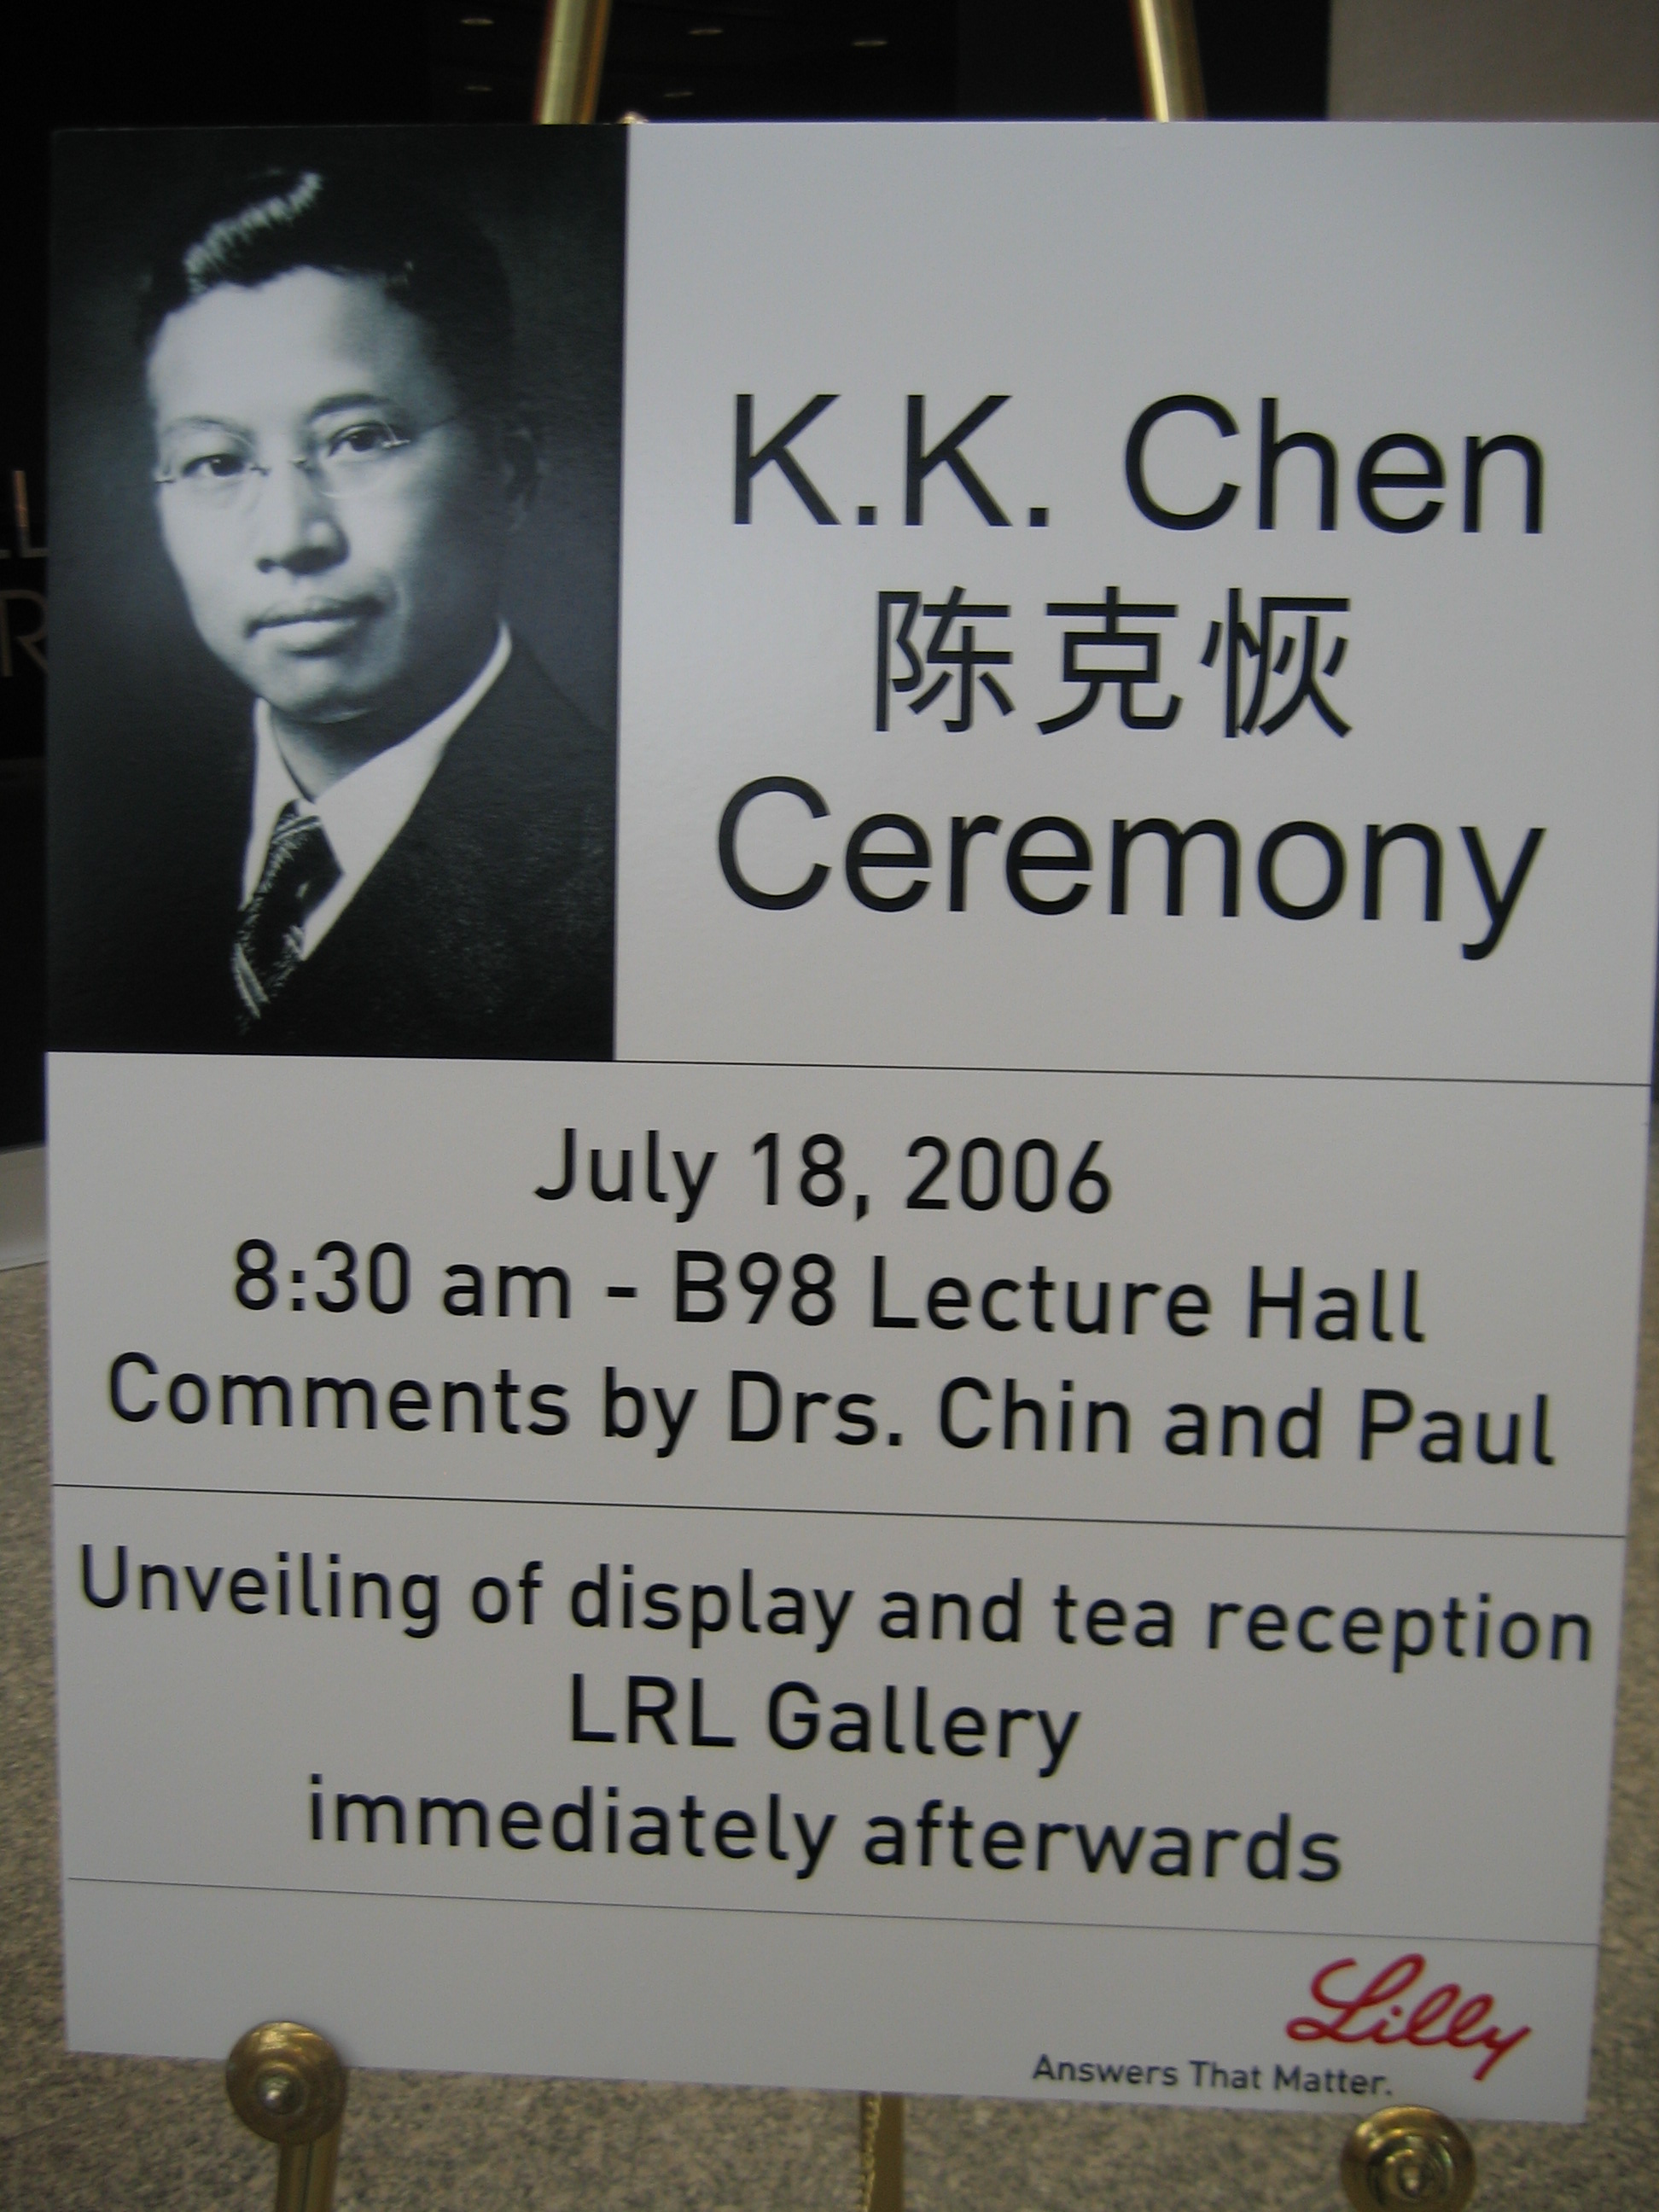 K.K. Chen
陈克恢
Ceremony
July 18, 2006
8:30 am - B98 Lecture Hall
Comments by Drs. Chin and Paul
Unveiling of display and tea reception
LRL Gallery
immediately afterwards
Lilly
Answers That Matter.